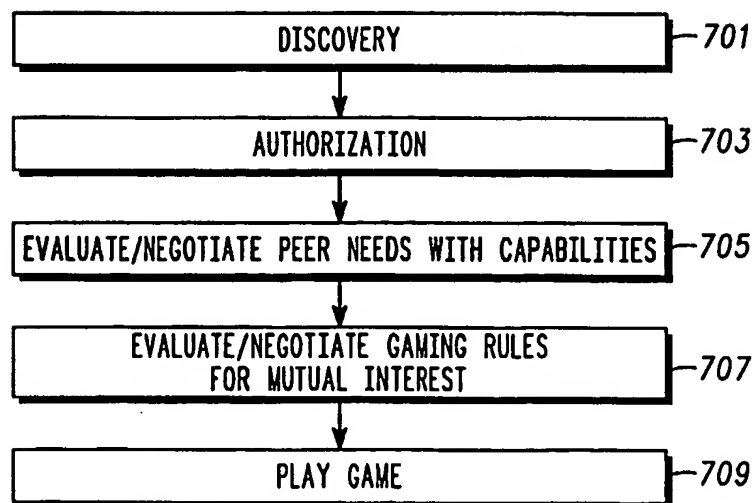 DISCOVERY 701
AUTHORIZATION 703
EVALUATE/NEGOTIATE PEER NEEDS WITH CAPABILITIES 705
EVALUATE/NEGOTIATE GAMING RULES
FOR MUTUAL INTEREST 707
PLAY GAME 709